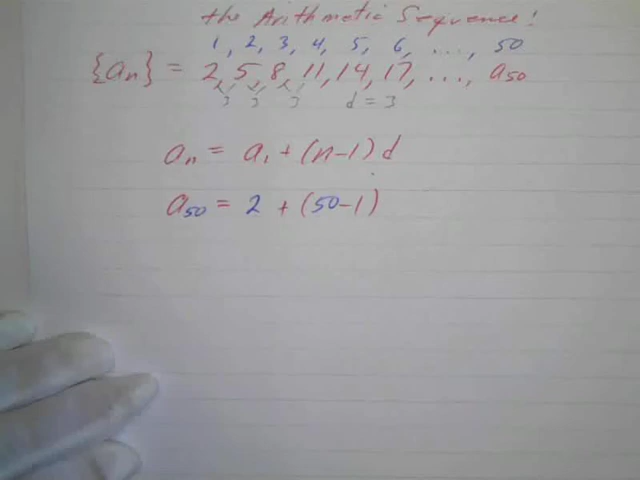 the Arithmetic Sequence!
1, 2, 3, 4, 5, 6, ..., 50
{aₙ} = 2, 5, 8, 11, 14, 17, ..., a₅₀
3 3 3 d = 3
aₙ = a₁ + (n-1) d
a₅₀ = 2 + (50-1)